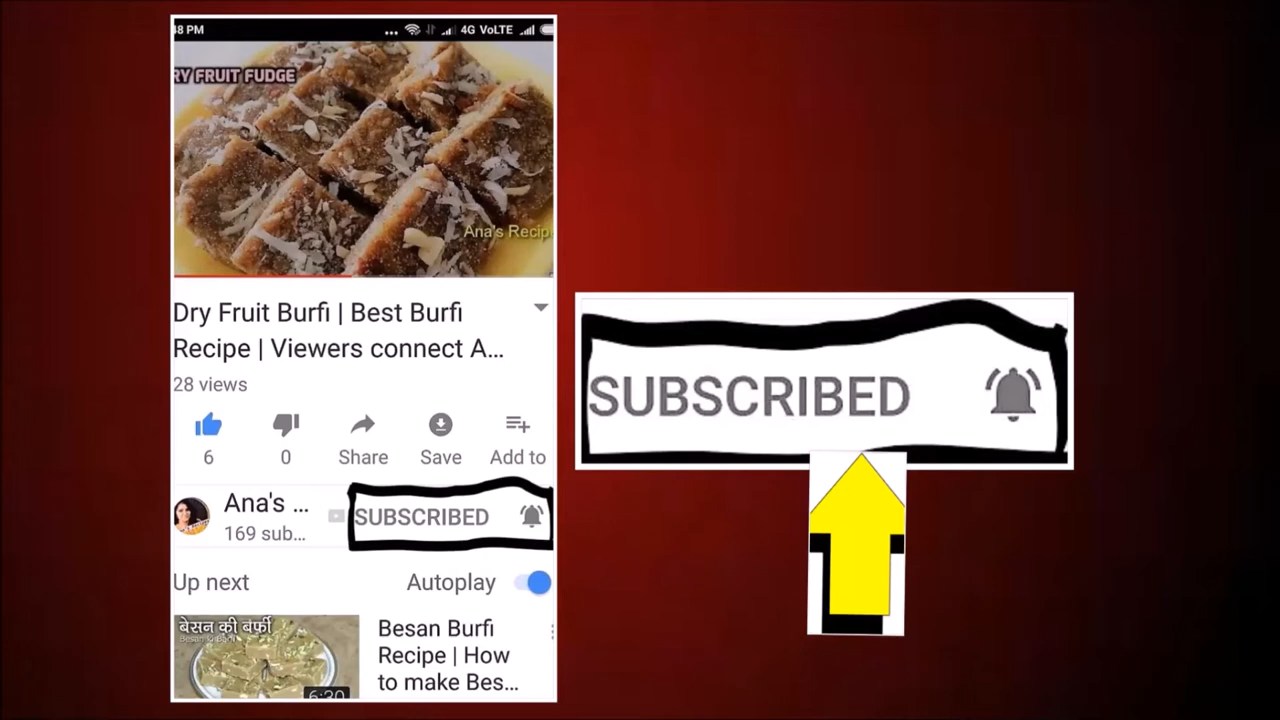 48 PM ... 4G VoLTE
RY FRUIT FUDGE
Ana's Recip
Dry Fruit Burfi | Best Burfi
Recipe | Viewers connect A...
28 views
6 0 Share Save Add to
Ana's ...
169 sub...
SUBSCRIBED
Up next Autoplay
बेसन की बर्फ़ी
Besan Burfi
Recipe | How
to make Bes...
6:30
SUBSCRIBED